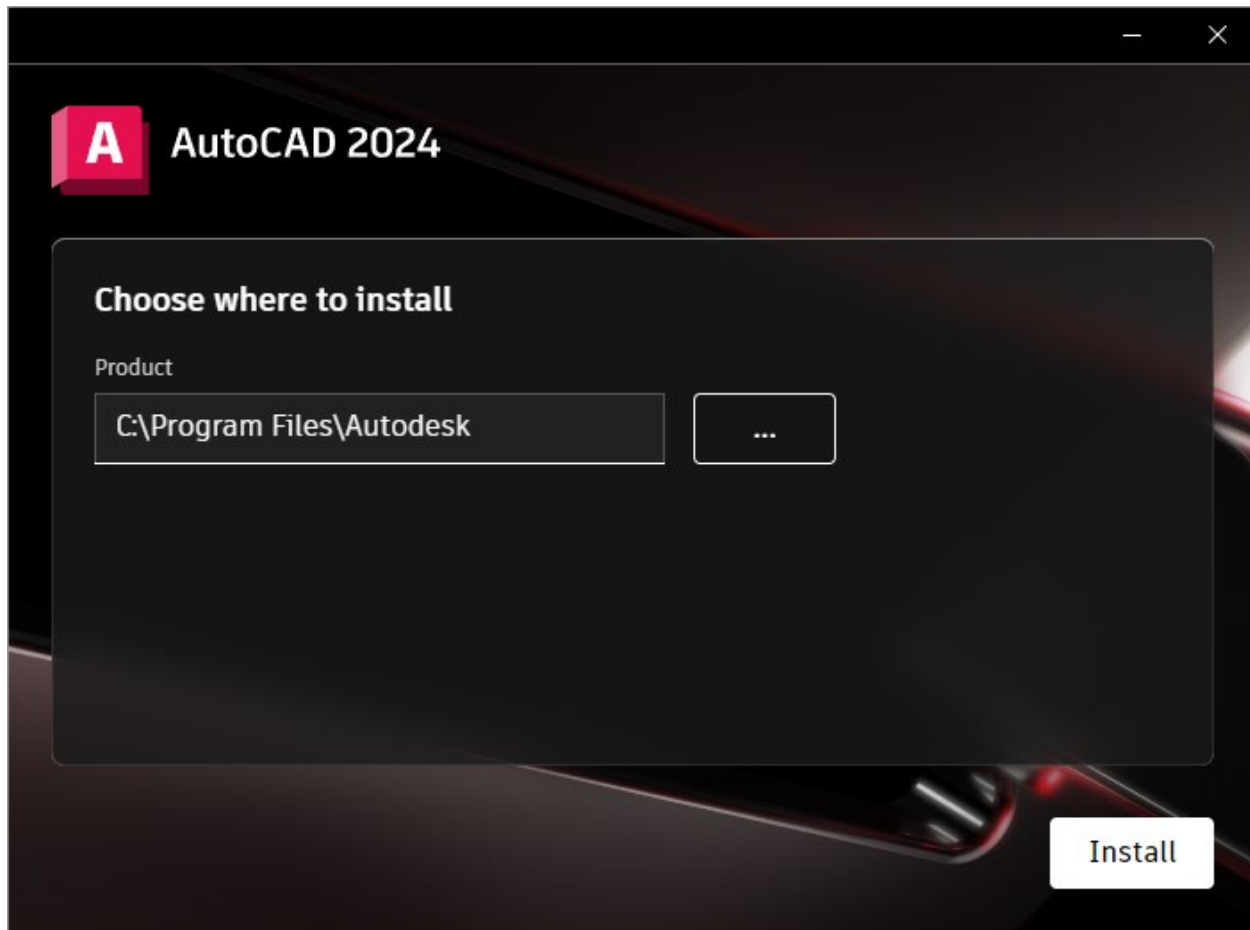 A
AutoCAD 2024
Choose where to install
Product
C:\Program Files\Autodesk
...
Install